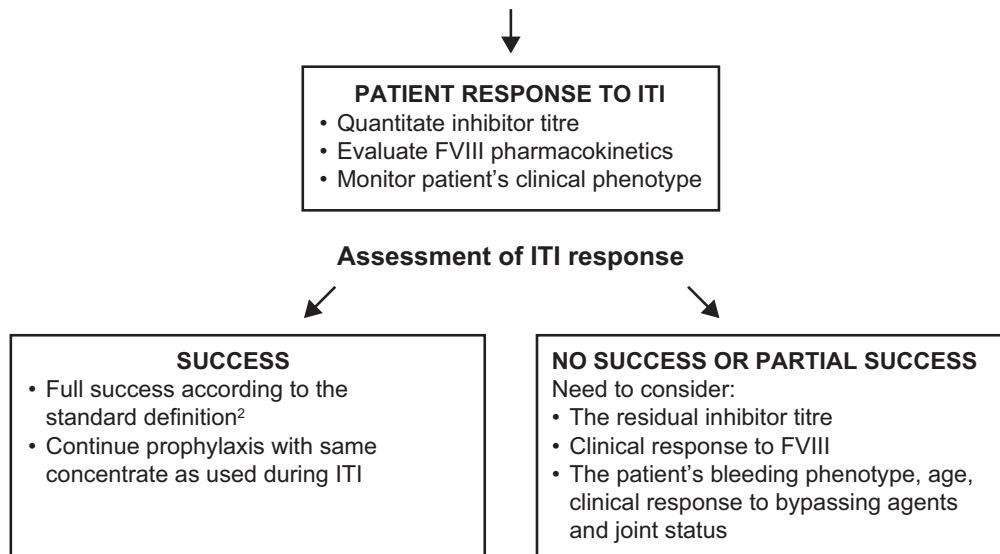 PATIENT RESPONSE TO ITI
• Quantitate inhibitor titre
• Evaluate FVIII pharmacokinetics
• Monitor patient's clinical phenotype
Assessment of ITI response
SUCCESS
• Full success according to the
standard definition²
• Continue prophylaxis with same
concentrate as used during ITI
NO SUCCESS OR PARTIAL SUCCESS
Need to consider:
• The residual inhibitor titre
• Clinical response to FVIII
• The patient's bleeding phenotype, age,
clinical response to bypassing agents
and joint status